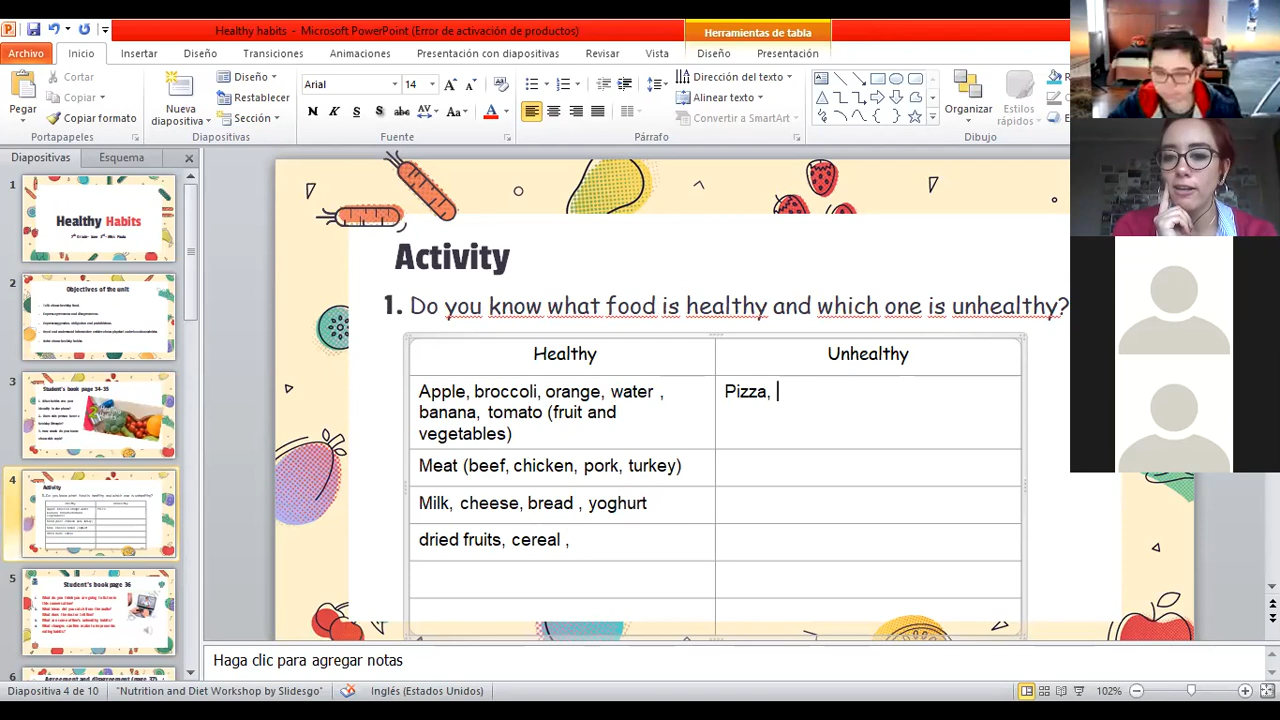 Healthy habits - Microsoft PowerPoint (Error de activación de productos)
Herramientas de tabla
Archivo Inicio Insertar Diseño Transiciones Animaciones Presentación con diapositivas Revisar Vista Diseño Presentación
Pegar
Cortar
Copiar
Copiar formato
Portapapeles
Nueva diapositiva
Diseño
Restablecer
Sección
Diapositivas
Arial 14
Fuente
Párrafo
Dirección del texto
Alinear texto
Convertir a SmartArt
Organizar
Estilos rápidos
Dibujo
Diapositivas Esquema
1
Healthy Habits
2
Objectives of the unit
3
Student's book page 34-35
4
Activity
5
Student's book page 36
6
Activity
1. Do you know what food is healthy and which one is unhealthy?
Healthy Unhealthy
Apple, broccoli, orange, water , Pizza,
banana, tomato (fruit and
vegetables)
Meat (beef, chicken, pork, turkey)
Milk, cheese, bread , yoghurt
dried fruits, cereal ,
Haga clic para agregar notas
Diapositiva 4 de 10 "Nutrition and Diet Workshop by Slidesgo" Inglés (Estados Unidos) 102%